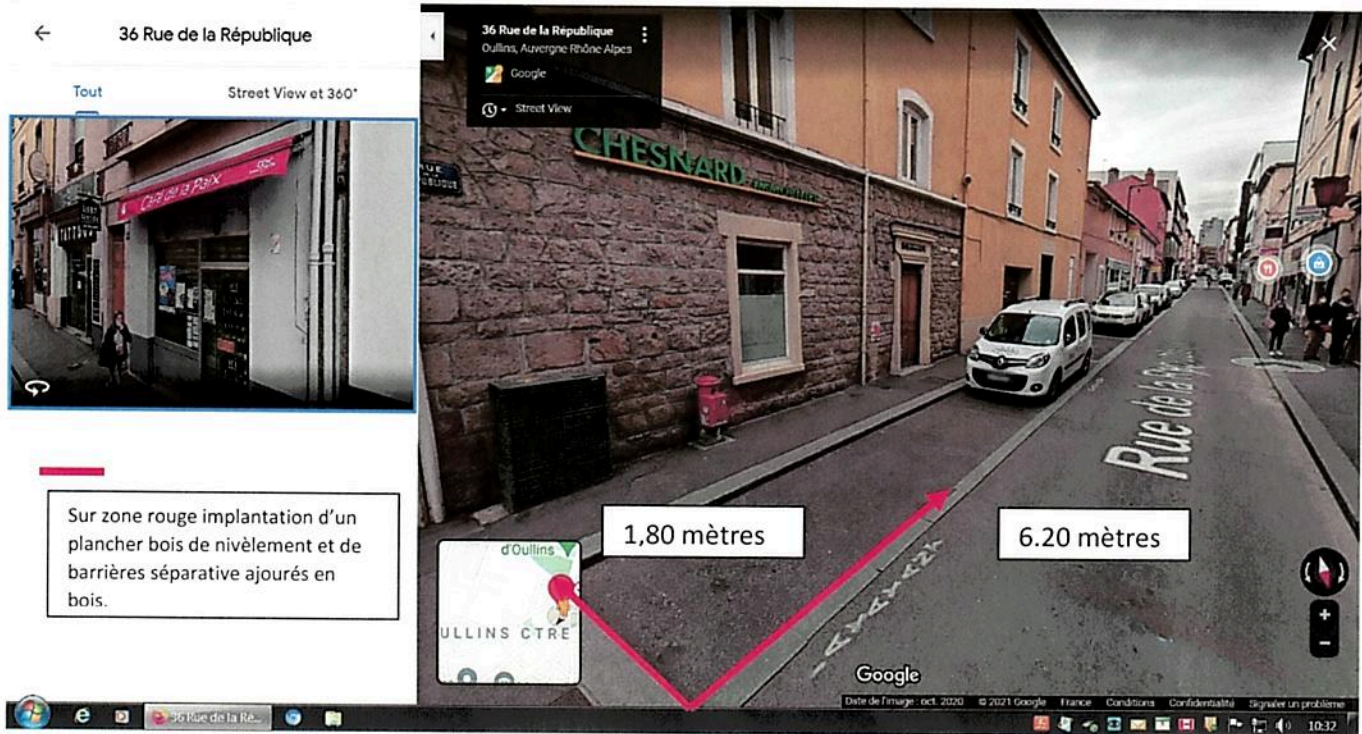 36 Rue de la République
Tout
Street View et 360°
Café de la Paix
TATTOO
Sur zone rouge implantation d'un
plancher bois de nivèlement et de
barrières séparative ajourés en
bois.
36 Rue de la République
Oullins, Auvergne Rhône Alpes
Google
Street View
RUE
CHESNARD
1,80 mètres
6.20 mètres
Rue de la
d'Oullins
ULLINS CTRE
Google
Date de l'image : oct. 2020
© 2021 Google
France
Conditions
Confidentialité
Signaler un problème
36 Rue de la Ré...
10:32